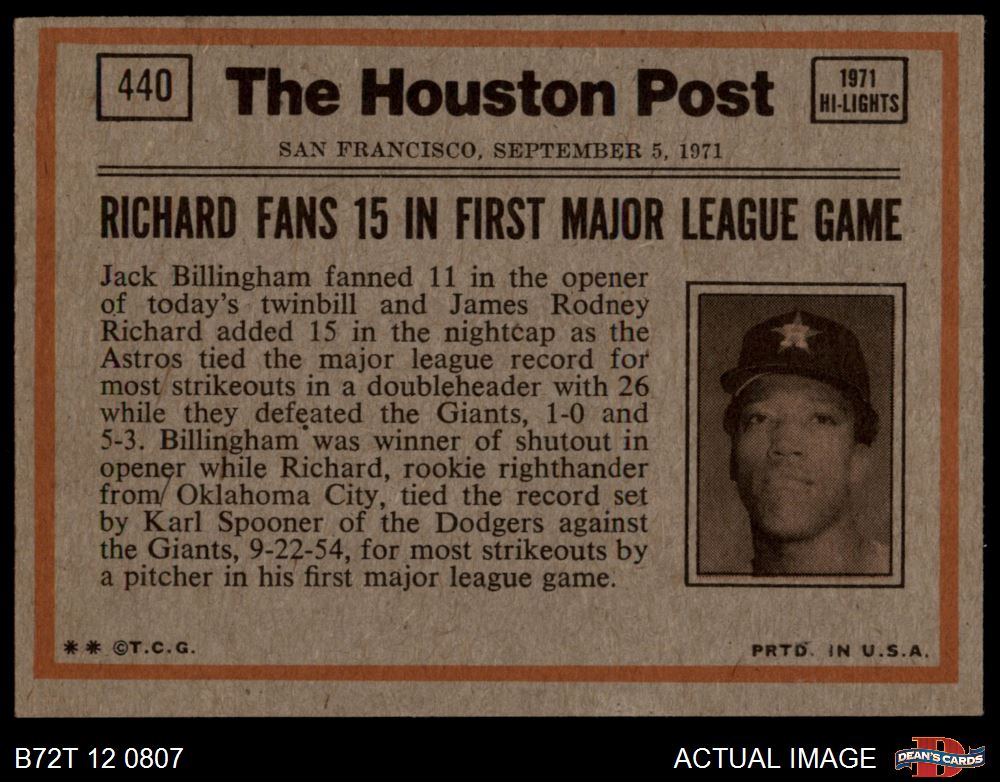 440
The Houston Post
1971
HI-LIGHTS
SAN FRANCISCO, SEPTEMBER 5, 1971
RICHARD FANS 15 IN FIRST MAJOR LEAGUE GAME
Jack Billingham fanned 11 in the opener
of today's twinbill and James Rodney
Richard added 15 in the nightcap as the
Astros tied the major league record for
most strikeouts in a doubleheader with 26
while they defeated the Giants, 1-0 and
5-3. Billingham was winner of shutout in
opener while Richard, rookie righthander
from Oklahoma City, tied the record set
by Karl Spooner of the Dodgers against
the Giants, 9-22-54, for most strikeouts by
a pitcher in his first major league game.
** ©T.C.G.
PRTD. IN U.S.A.
B72T 12 0807
ACTUAL IMAGE
D
DEAN'S CARDS